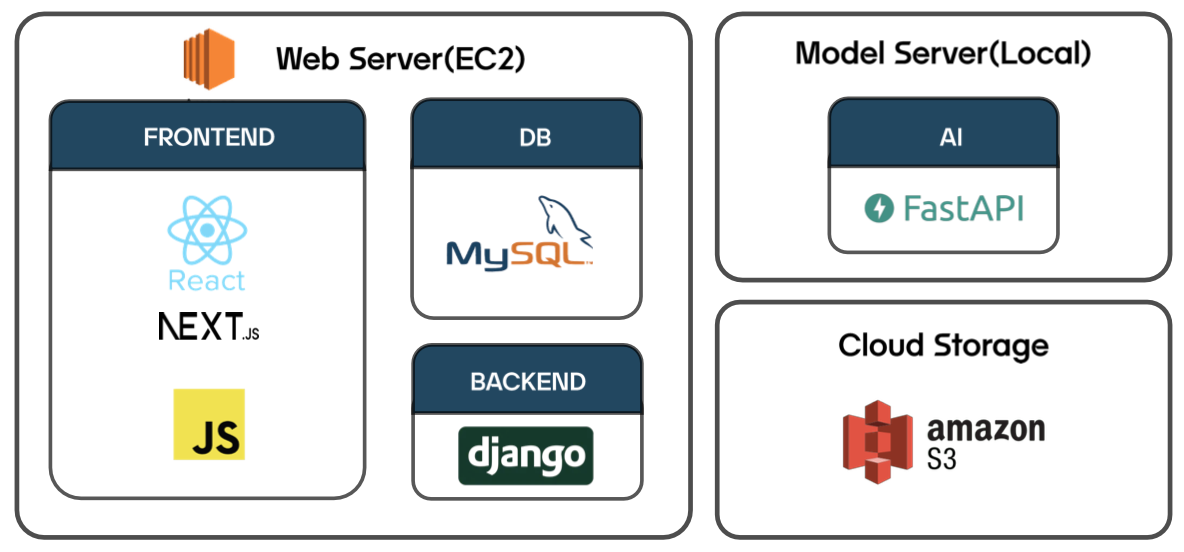 Web Server(EC2)
FRONTEND
React
NEXT.JS
JS
DB
MySQL
TM
BACKEND
django
Model Server(Local)
AI
FastAPI
Cloud Storage
amazon
S3